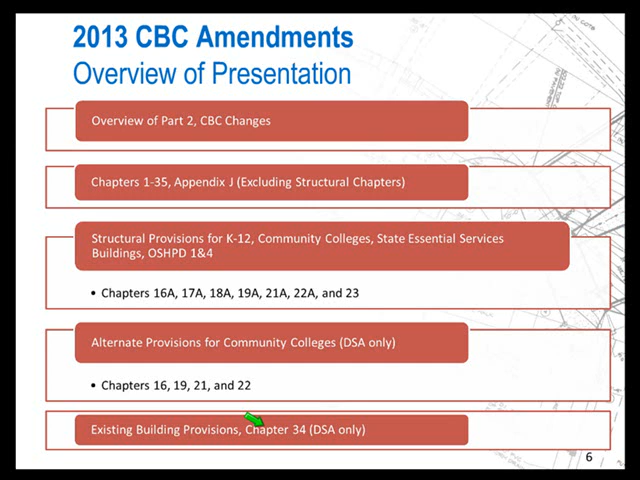 2013 CBC Amendments
Overview of Presentation
Overview of Part 2, CBC Changes
Chapters 1-35, Appendix J (Excluding Structural Chapters)
Structural Provisions for K-12, Community Colleges, State Essential Services
Buildings, OSHPD 1&4
• Chapters 16A, 17A, 18A, 19A, 21A, 22A, and 23
Alternate Provisions for Community Colleges (DSA only)
• Chapters 16, 19, 21, and 22
Existing Building Provisions, Chapter 34 (DSA only)
6